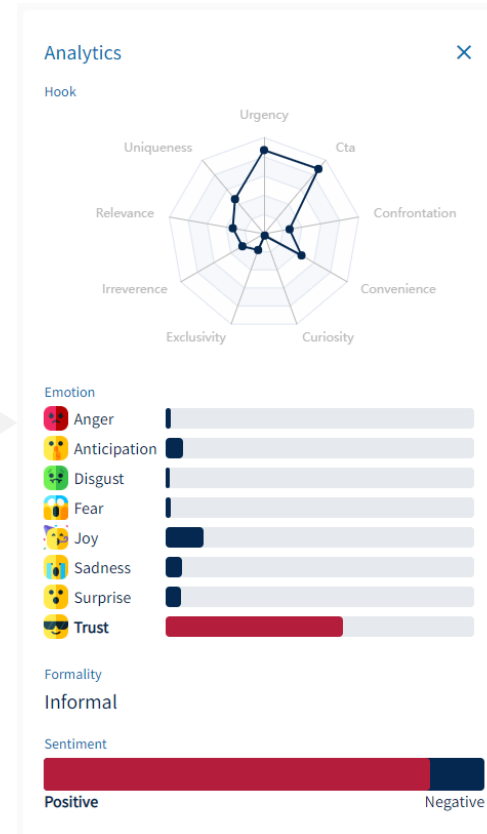 Analytics
Hook
Urgency
Uniqueness
Cta
Relevance
Confrontation
Irreverence
Convenience
Exclusivity
Curiosity
Emotion
Anger
Anticipation
Disgust
Fear
Joy
Sadness
Surprise
Trust
Formality
Informal
Sentiment
Positive Negative